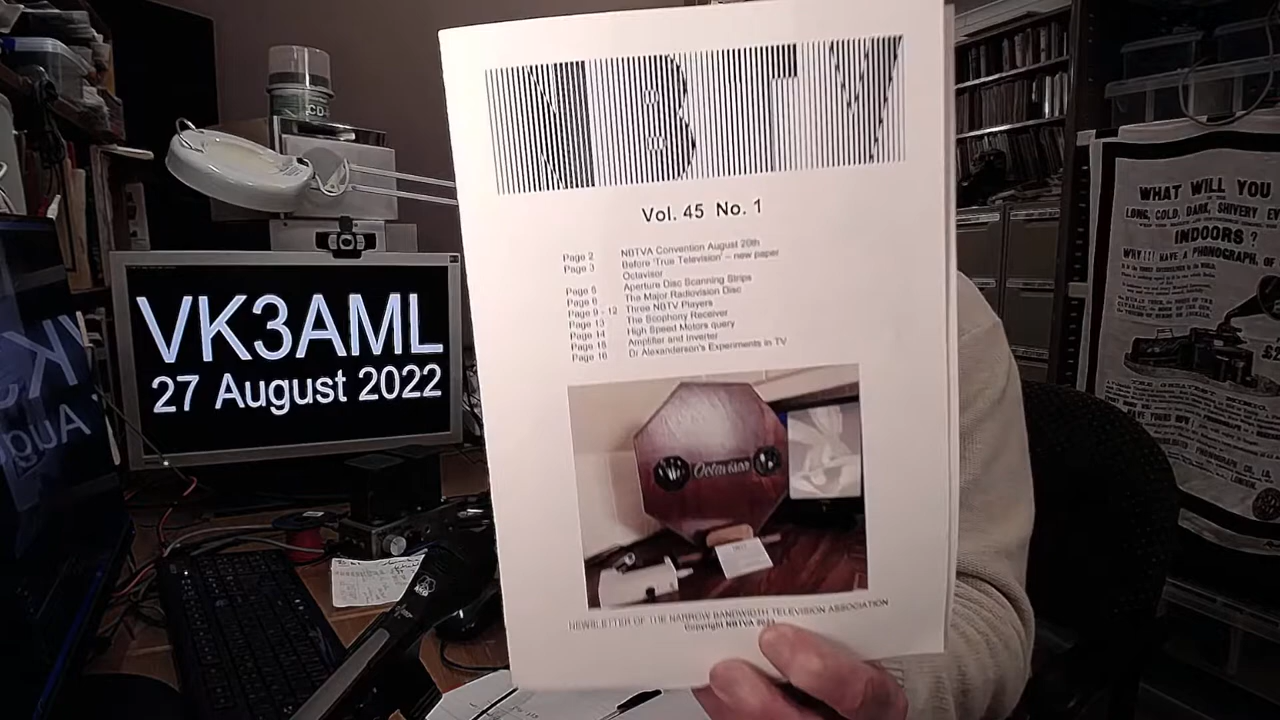 NBTV
Vol. 45 No. 1
Page 2 NBTVA Convention August 20th
Page 3 Before 'True Television' – new paper
Octavisor
Page 5 Aperture Disc Scanning Strips
Page 6 The Major Radiovision Disc
Page 9 - 12 Three NBTV Players
Page 13 The Scophony Receiver
Page 14 High Speed Motors query
Page 15 Amplifier and Inverter
Page 16 Dr Alexanderson's Experiments in TV
Octavisor
NEWSLETTER OF THE NARROW BANDWIDTH TELEVISION ASSOCIATION
Copyright NBTVA
VK3AML
27 August 2022
CD-
WHAT WILL YOU
LONG, COLD, DARK, SHIVERY
INDOORS?
WHY!!! HAVE A PHONOGRAPH, OF
PHONOGRAPH CO.
LONDON.